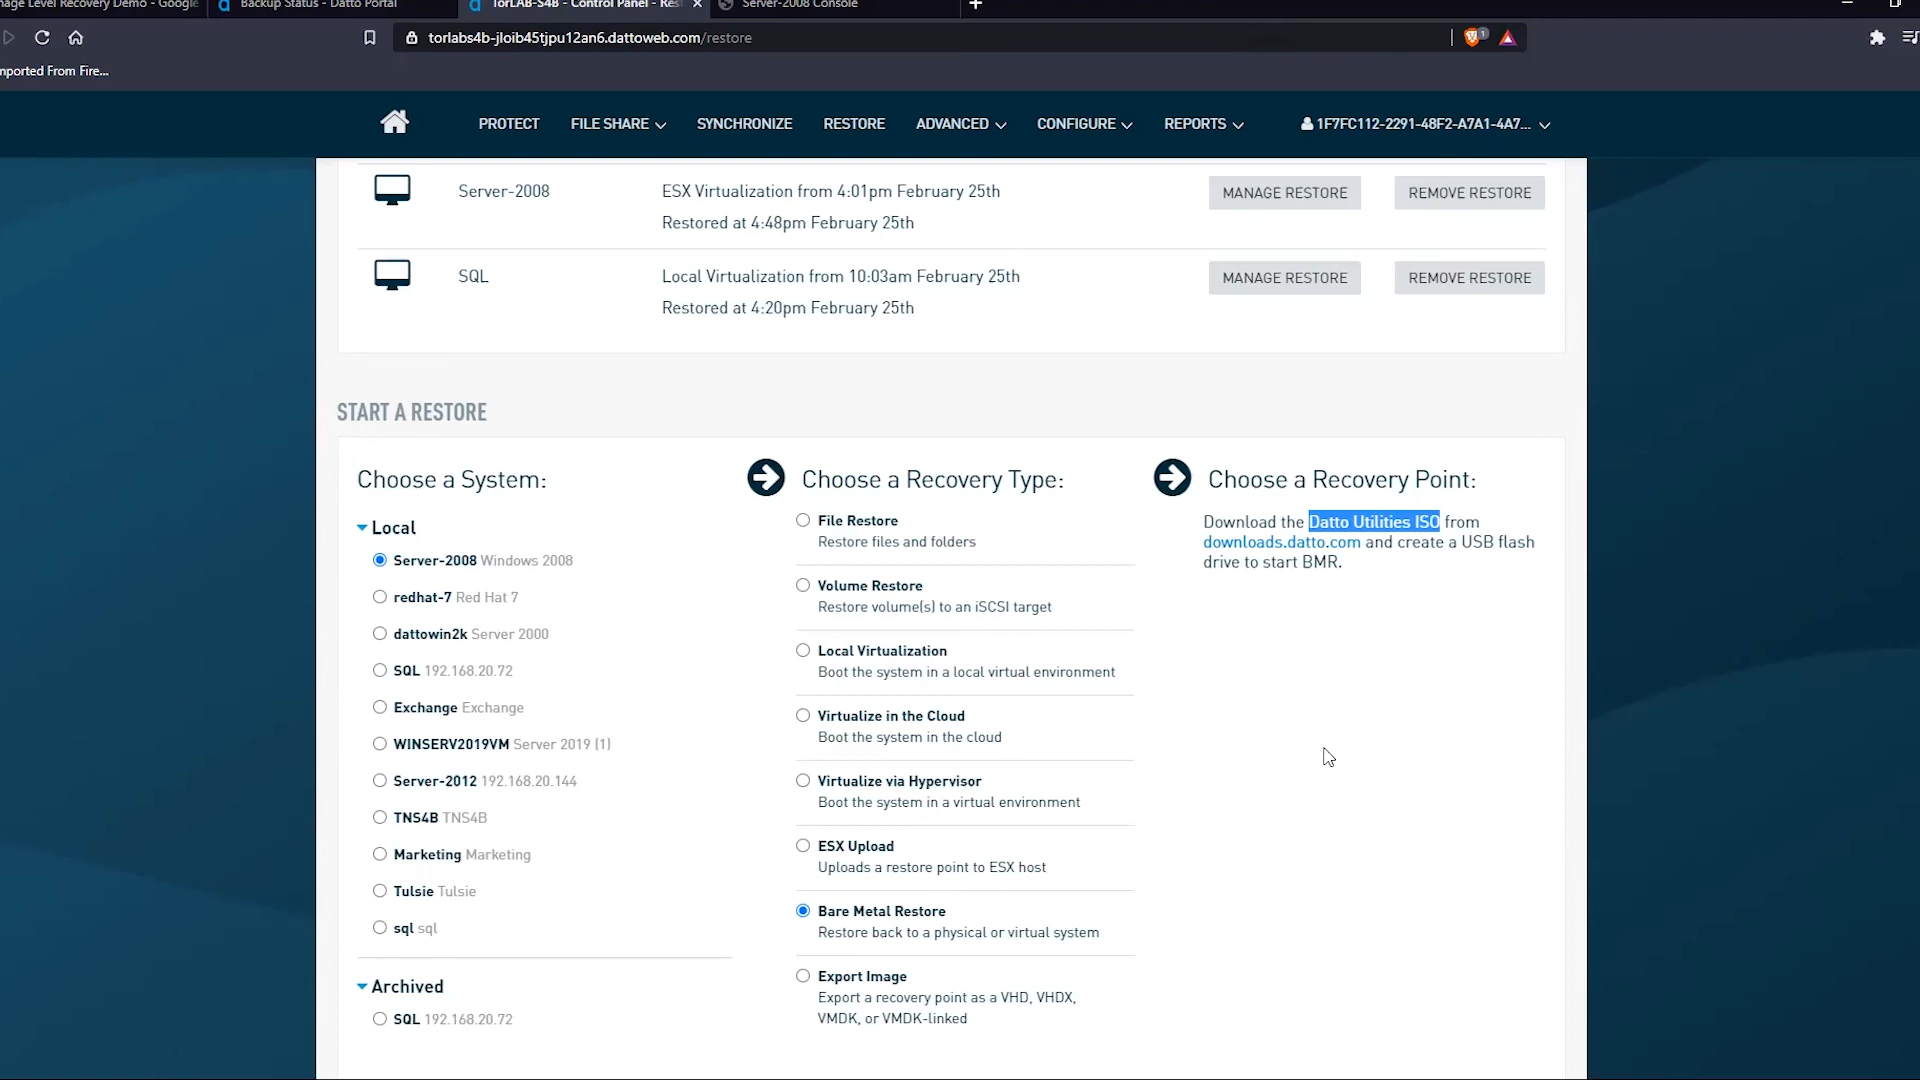 nage Level Recovery Demo - Google
Backup Status - Datto Portal
TorLAB-S4B - Control Panel - Res
Server-2008 Console
torlabs4b-jloib45tjpu12an6.dattoweb.com/restore
1
mported From Fire...
PROTECT
FILE SHARE
SYNCHRONIZE
RESTORE
ADVANCED
CONFIGURE
REPORTS
1F7FC112-2291-48F2-A7A1-4A7...
Server-2008
ESX Virtualization from 4:01pm February 25th
Restored at 4:48pm February 25th
MANAGE RESTORE
REMOVE RESTORE
SQL
Local Virtualization from 10:03am February 25th
Restored at 4:20pm February 25th
MANAGE RESTORE
REMOVE RESTORE
START A RESTORE
Choose a System:
Local
Server-2008 Windows 2008
redhat-7 Red Hat 7
dattowin2k Server 2000
SQL 192.168.20.72
Exchange Exchange
WINSERV2019VM Server 2019 (1)
Server-2012 192.168.20.144
TNS4B TNS4B
Marketing Marketing
Tulsie Tulsie
sql sql
Archived
SQL 192.168.20.72
Choose a Recovery Type:
File Restore
Restore files and folders
Volume Restore
Restore volume(s) to an iSCSI target
Local Virtualization
Boot the system in a local virtual environment
Virtualize in the Cloud
Boot the system in the cloud
Virtualize via Hypervisor
Boot the system in a virtual environment
ESX Upload
Uploads a restore point to ESX host
Bare Metal Restore
Restore back to a physical or virtual system
Export Image
Export a recovery point as a VHD, VHDX,
VMDK, or VMDK-linked
Choose a Recovery Point:
Download the Datto Utilities ISO from
downloads.datto.com and create a USB flash
drive to start BMR.